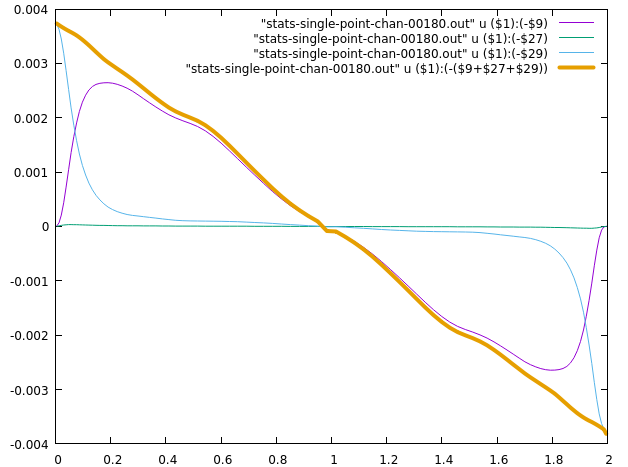 0.004
0.003
0.002
0.001
0
-0.001
-0.002
-0.003
-0.004
0 0.2 0.4 0.6 0.8 1 1.2 1.4 1.6 1.8 2
"stats-single-point-chan-00180.out" u ($1):(-$9)
"stats-single-point-chan-00180.out" u ($1):(-$27)
"stats-single-point-chan-00180.out" u ($1):(-$29)
"stats-single-point-chan-00180.out" u ($1):(-($9+$27+$29))